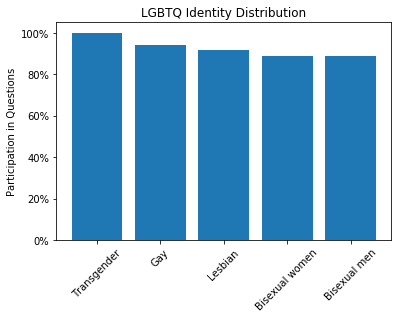 LGBTQ Identity Distribution
Participation in Questions
100%
80%
60%
40%
20%
0%
Transgender
Gay
Lesbian
Bisexual women
Bisexual men